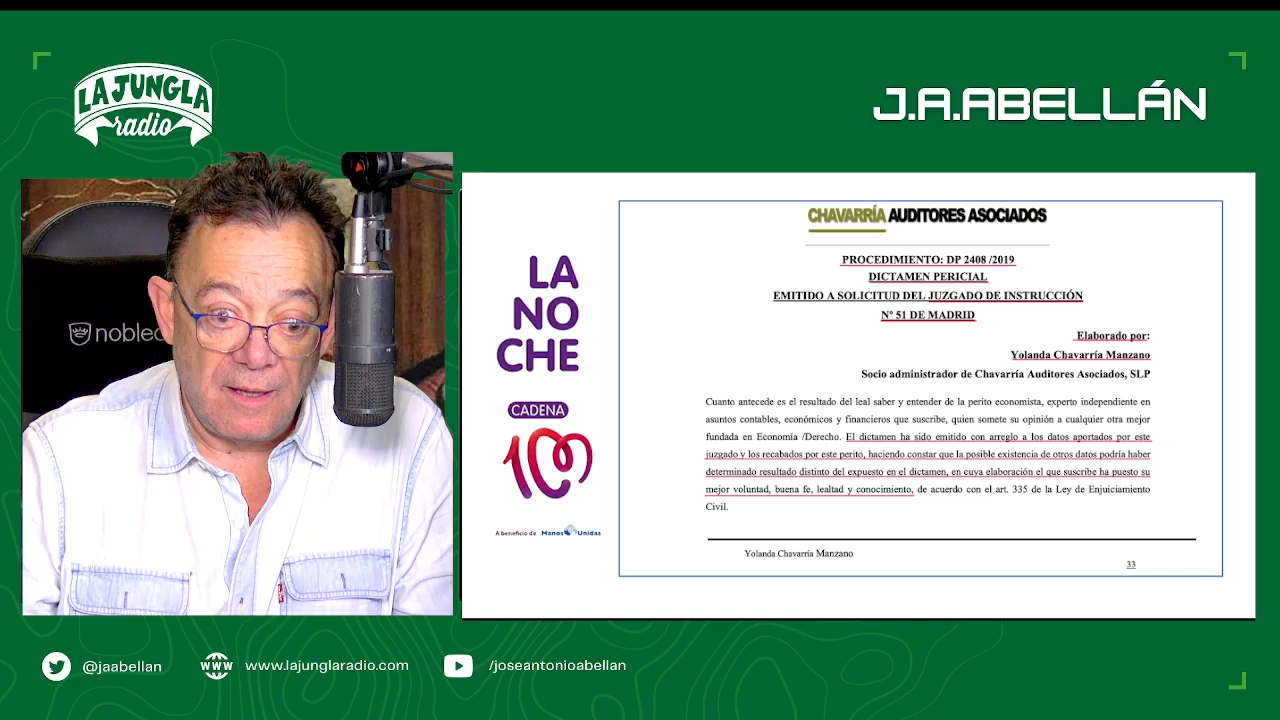 LA JUNGLA
radio
J.A.ABELLÁN
noblec
LA
NO
CHE
CADENA
100
A beneficio de Manos Unidas
CHAVARRÍA AUDITORES ASOCIADOS
PROCEDIMIENTO: DP 2408 /2019
DICTAMEN PERICIAL
EMITIDO A SOLICITUD DEL JUZGADO DE INSTRUCCIÓN
Nº 51 DE MADRID
Elaborado por:
Yolanda Chavarría Manzano
Socio administrador de Chavarría Auditores Asociados, SLP
Cuanto antecede es el resultado del leal saber y entender de la perito economista, experto independiente en
asuntos contables, económicos y financieros que suscribe, quien somete su opinión a cualquier otra mejor
fundada en Economía /Derecho. El dictamen ha sido emitido con arreglo a los datos aportados por este
juzgado y los recabados por este perito, haciendo constar que la posible existencia de otros datos podría haber
determinado resultado distinto del expuesto en el dictamen, en cuya elaboración el que suscribe ha puesto su
mejor voluntad, buena fe, lealtad y conocimiento, de acuerdo con el art. 335 de la Ley de Enjuiciamiento
Civil.
Yolanda Chavarría Manzano
33
@jaabellan
www
www.lajunglaradio.com
/joseantonioabellan